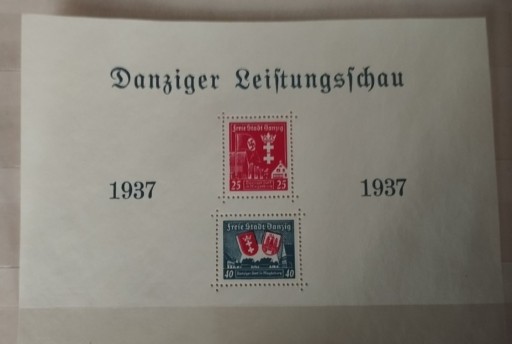 Danziger Leiſtungsſchau
Freie Stadt Danzig
25 25
1937 1937
Freie Stadt Danzig
40 40